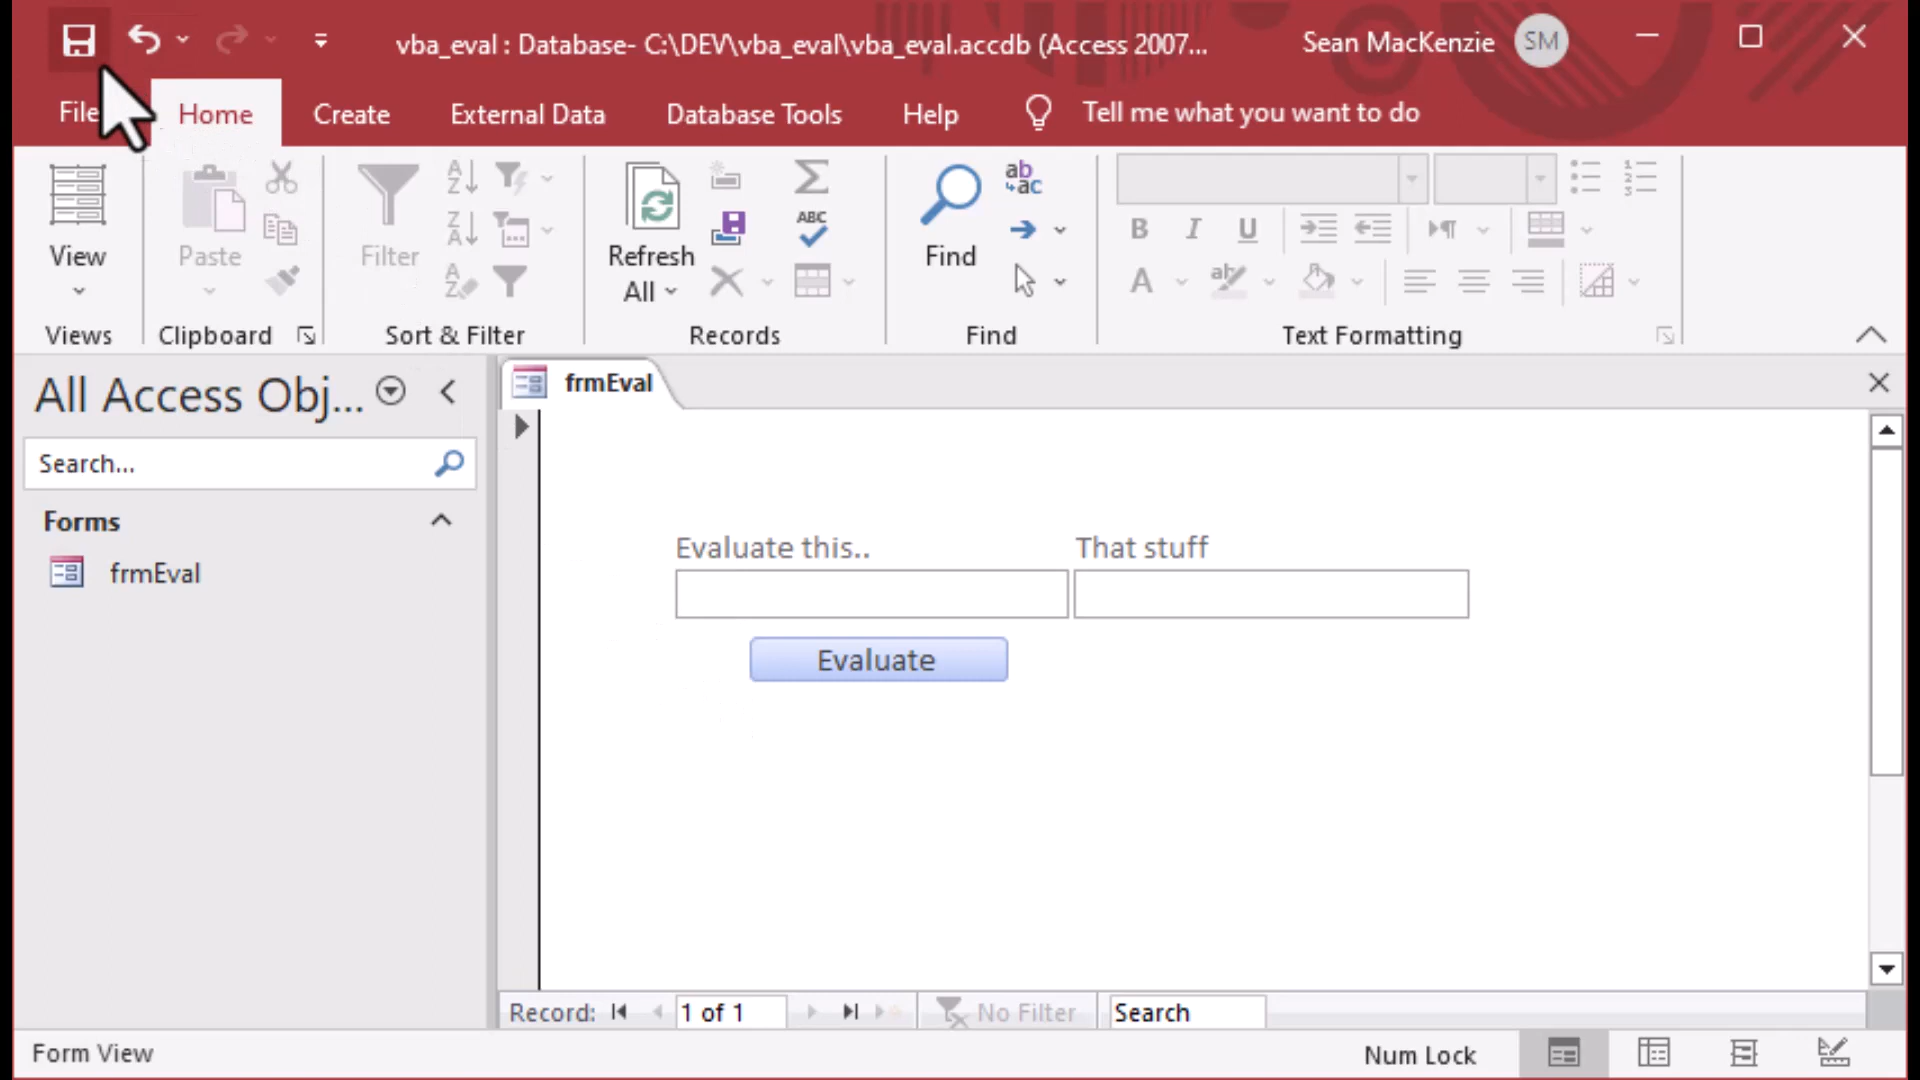 vba_eval : Database- C:\DEV\vba_eval\vba_eval.accdb (Access 2007...
Sean MacKenzie
SM
File
Home
Create
External Data
Database Tools
Help
Tell me what you want to do
View
Paste
Filter
Refresh
All
ABC
Find
ab
ac
B I U
A
Views
Clipboard
Sort & Filter
Records
Find
Text Formatting
All Access Obj...
frmEval
Search...
Forms
frmEval
Evaluate this..
That stuff
Evaluate
Record:
1 of 1
No Filter
Search
Form View
Num Lock